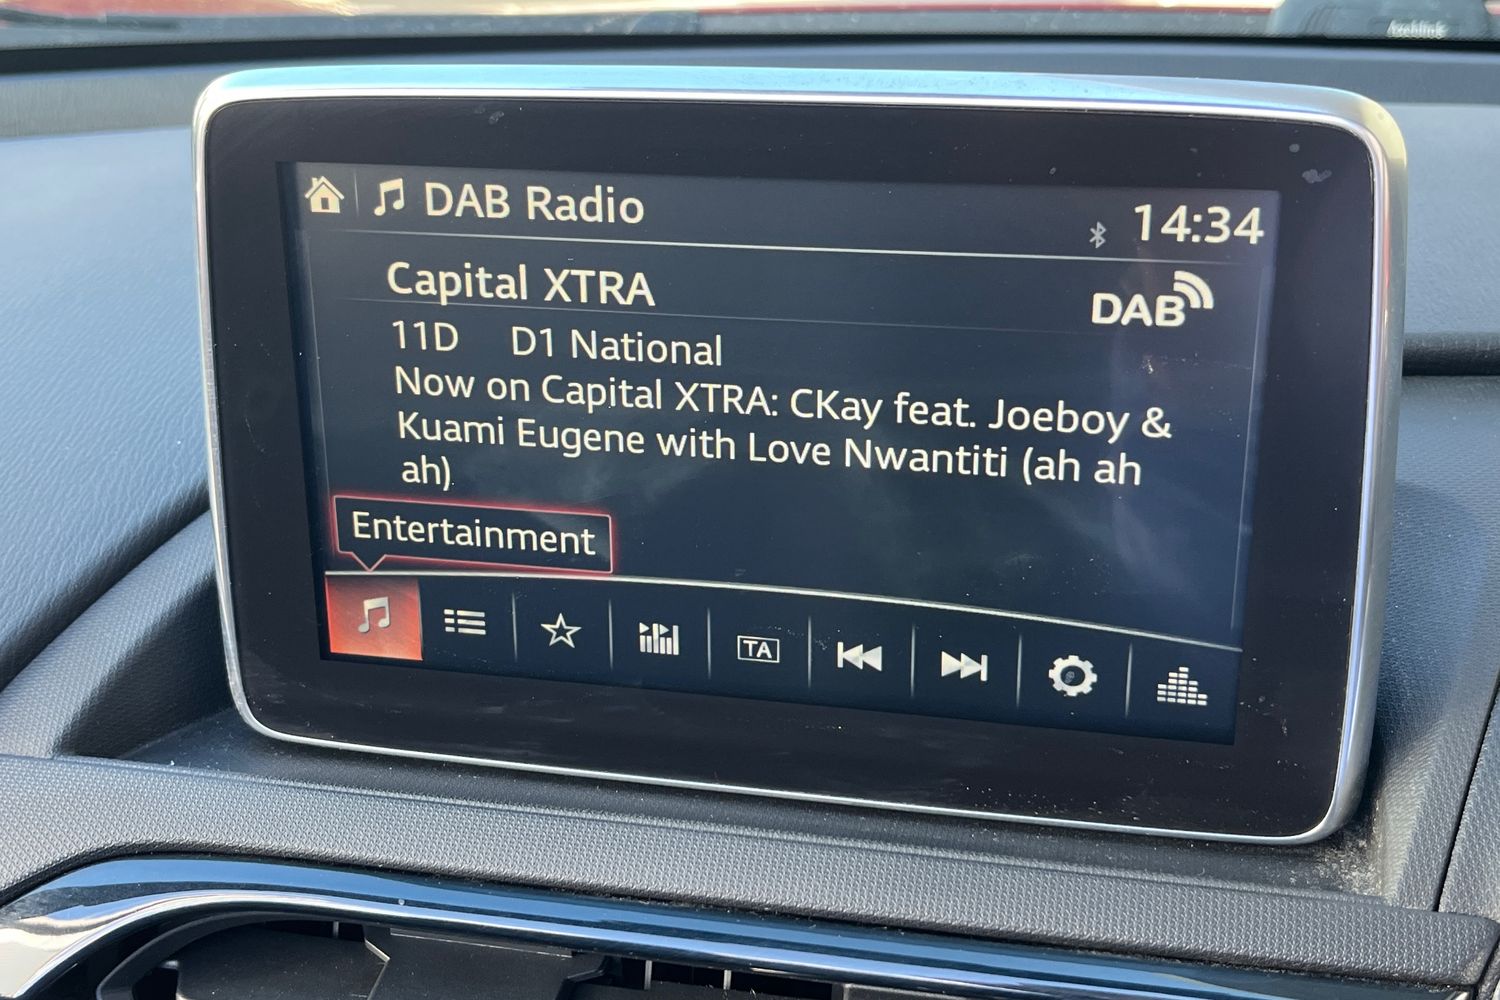 DAB Radio
14:34
Capital XTRA
DAB
11D D1 National
Now on Capital XTRA: CKay feat. Joeboy &
Kuami Eugene with Love Nwantiti (ah ah
ah)
Entertainment
TA